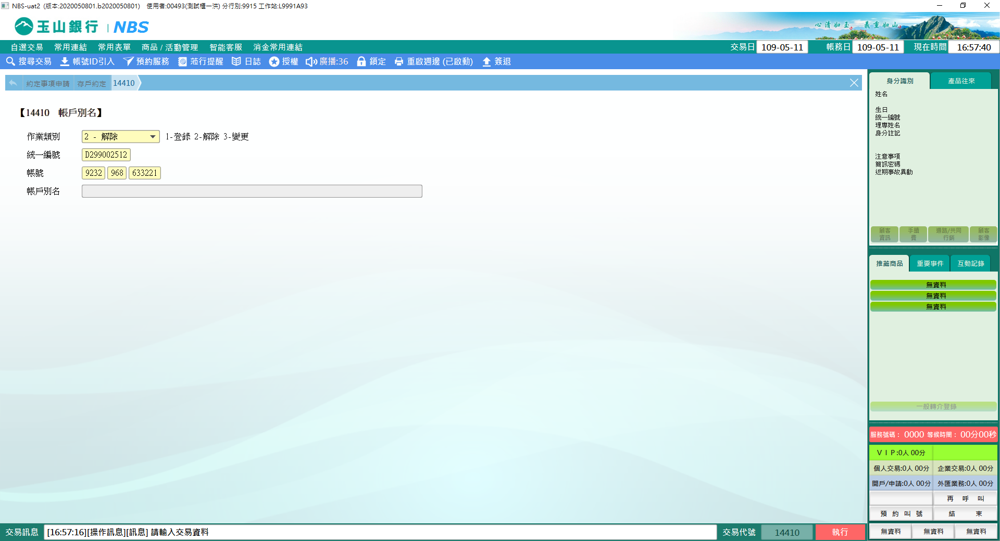 NBS-uat2 (版本:2020050801.b2020050801) 使用者:00493(測試櫃一洪) 分行別:9915 工作站:L9991A93
玉山銀行 | NBS
心清如玉 義重如山
自選交易 常用連結 常用表單 商品 / 活動管理 智能客服 消金常用連結 交易日 109-05-11 帳務日 109-05-11 現在時間 16:57:40
搜尋交易 帳號ID引入 預約服務 蒞行提醒 日誌 授權 廣播:36 鎖定 重啟週邊 (已啟動) 簽退
約定事項申請 存戶約定 14410
【14410 帳戶別名】
作業類別 2 - 解除 1-登錄 2-解除 3-變更
統一編號 D299002512
帳號 9232 968 633221
帳戶別名
身分識別 產品往來
姓名
生日
統一編號
理專姓名
身分註記
注意事項
簡訊密碼
近期事故異動
顧客資訊 手續費 通路/共同行銷 顧客影像
推薦商品 重要事件 互動記錄
無資料
無資料
無資料
一般轉介登錄
服務號碼： 0000 等候時間： 00分00秒
ＶＩＰ:0人 00分
個人交易:0人 00分 企業交易:0人 00分
開戶/申請:0人 00分 外匯業務:0人 00分
再 呼 叫
預 約 叫 號 結 束
無資料 無資料 無資料
交易訊息 [16:57:16][操作訊息][訊息] 請輸入交易資料 交易代號 14410 執行